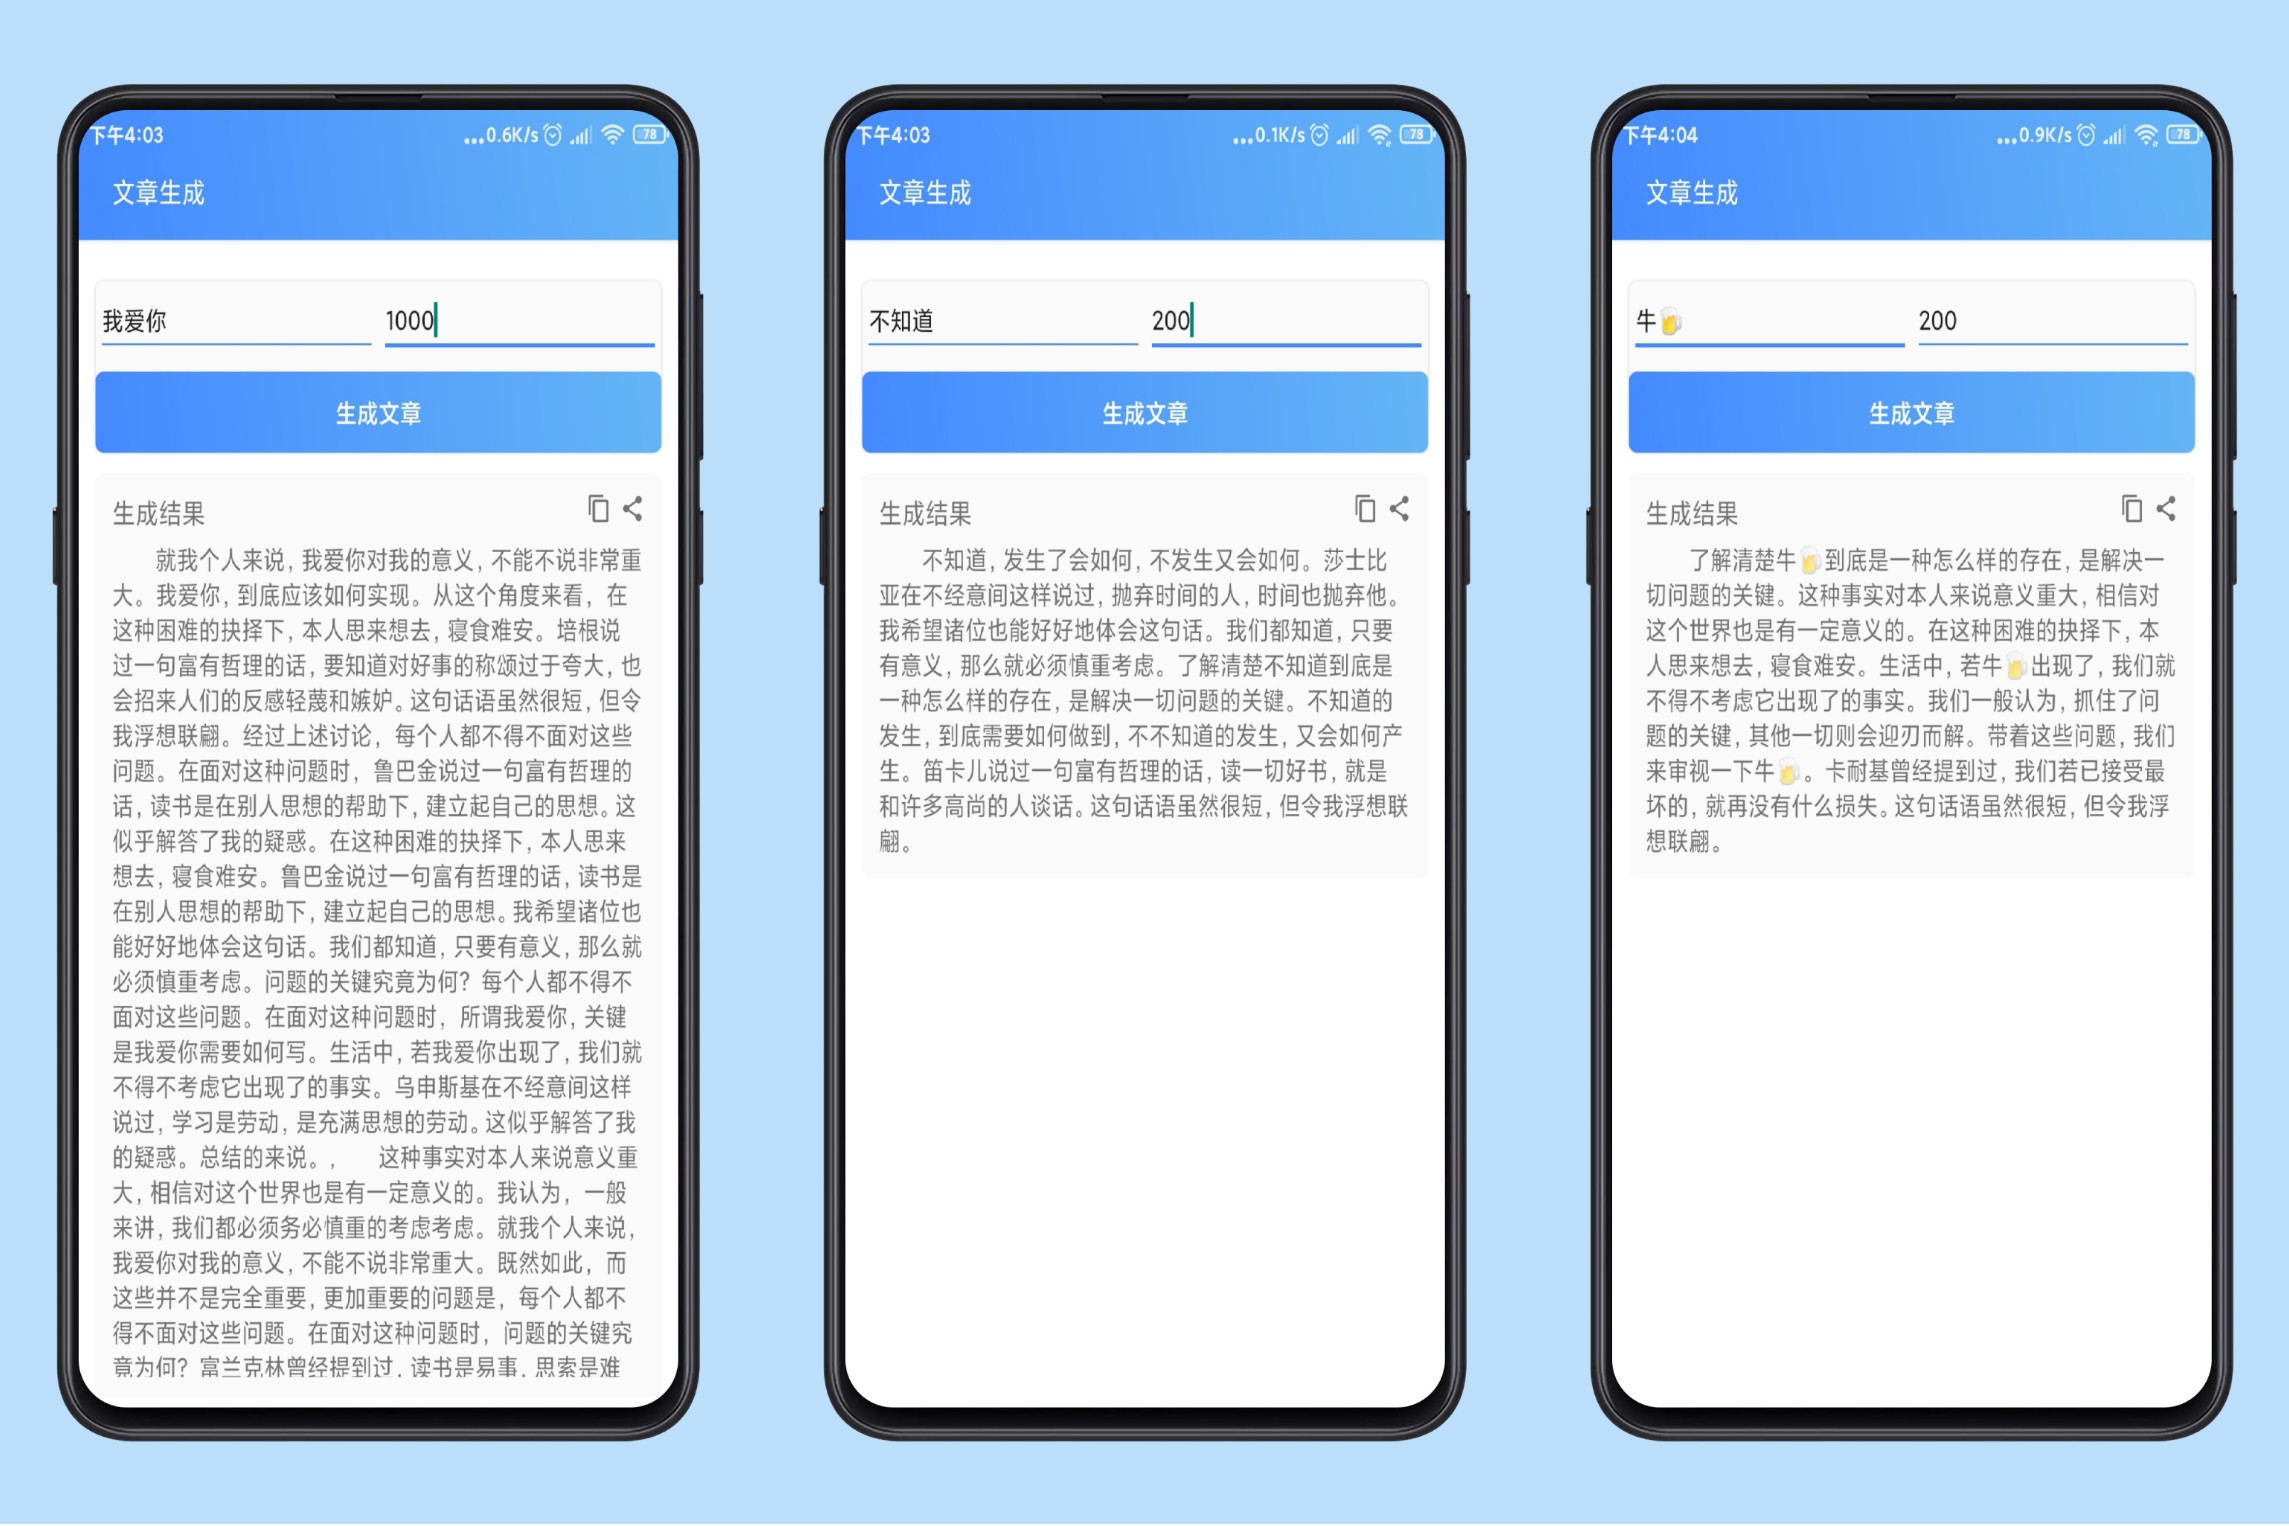 下午4:03
...0.6K/s
78
文章生成
我爱你
1000
生成文章
生成结果
就我个人来说, 我爱你对我的意义, 不能不说非常重
大。我爱你, 到底应该如何实现。从这个角度来看, 在
这种困难的抉择下, 本人思来想去, 寝食难安。培根说
过一句富有哲理的话, 要知道对好事的称颂过于夸大, 也
会招来人们的反感轻蔑和嫉妒。这句话语虽然很短, 但令
我浮想联翩。经过上述讨论, 每个人都不得不面对这些
问题。在面对这种问题时, 鲁巴金说过一句富有哲理的
话, 读书是在别人思想的帮助下, 建立起自己的思想。这
似乎解答了我的疑惑。在这种困难的抉择下, 本人思来
想去, 寝食难安。鲁巴金说过一句富有哲理的话, 读书是
在别人思想的帮助下, 建立起自己的思想。我希望诸位也
能好好地体会这句话。我们都知道, 只要有意义, 那么就
必须慎重考虑。问题的关键究竟为何? 每个人都不得不
面对这些问题。在面对这种问题时, 所谓我爱你, 关键
是我爱你需要如何写。生活中, 若我爱你出现了, 我们就
不得不考虑它出现了的事实。乌申斯基在不经意间这样
说过, 学习是劳动, 是充满思想的劳动。这似乎解答了我
的疑惑。总结的来说。, 这种事实对本人来说意义重
大, 相信对这个世界也是有一定意义的。我认为, 一般
来讲, 我们都必须务必慎重的考虑考虑。就我个人来说,
我爱你对我的意义, 不能不说非常重大。既然如此, 而
这些并不是完全重要, 更加重要的问题是, 每个人都不
得不面对这些问题。在面对这种问题时, 问题的关键究
竟为何? 富兰克林曾经提到过, 读书是易事, 思索是难
下午4:03
...0.1K/s
78
文章生成
不知道
200
生成文章
生成结果
不知道, 发生了会如何, 不发生又会如何。莎士比
亚在不经意间这样说过, 抛弃时间的人, 时间也抛弃他。
我希望诸位也能好好地体会这句话。我们都知道, 只要
有意义, 那么就必须慎重考虑。了解清楚不知道到底是
一种怎么样的存在, 是解决一切问题的关键。不知道的
发生, 到底需要如何做到, 不不知道的发生, 又会如何产
生。笛卡儿说过一句富有哲理的话, 读一切好书, 就是
和许多高尚的人谈话。这句话语虽然很短, 但令我浮想联
翩。
下午4:04
...0.9K/s
78
文章生成
牛🍺
200
生成文章
生成结果
了解清楚牛🍺到底是一种怎么样的存在, 是解决一
切问题的关键。这种事实对本人来说意义重大, 相信对
这个世界也是有一定意义的。在这种困难的抉择下, 本
人思来想去, 寝食难安。生活中, 若牛🍺出现了, 我们就
不得不考虑它出现了的事实。我们一般认为, 抓住了问
题的关键, 其他一切则会迎刃而解。带着这些问题, 我们
来审视一下牛🍺。卡耐基曾经提到过, 我们若已接受最
坏的, 就再没有什么损失。这句话语虽然很短, 但令我浮
想联翩。